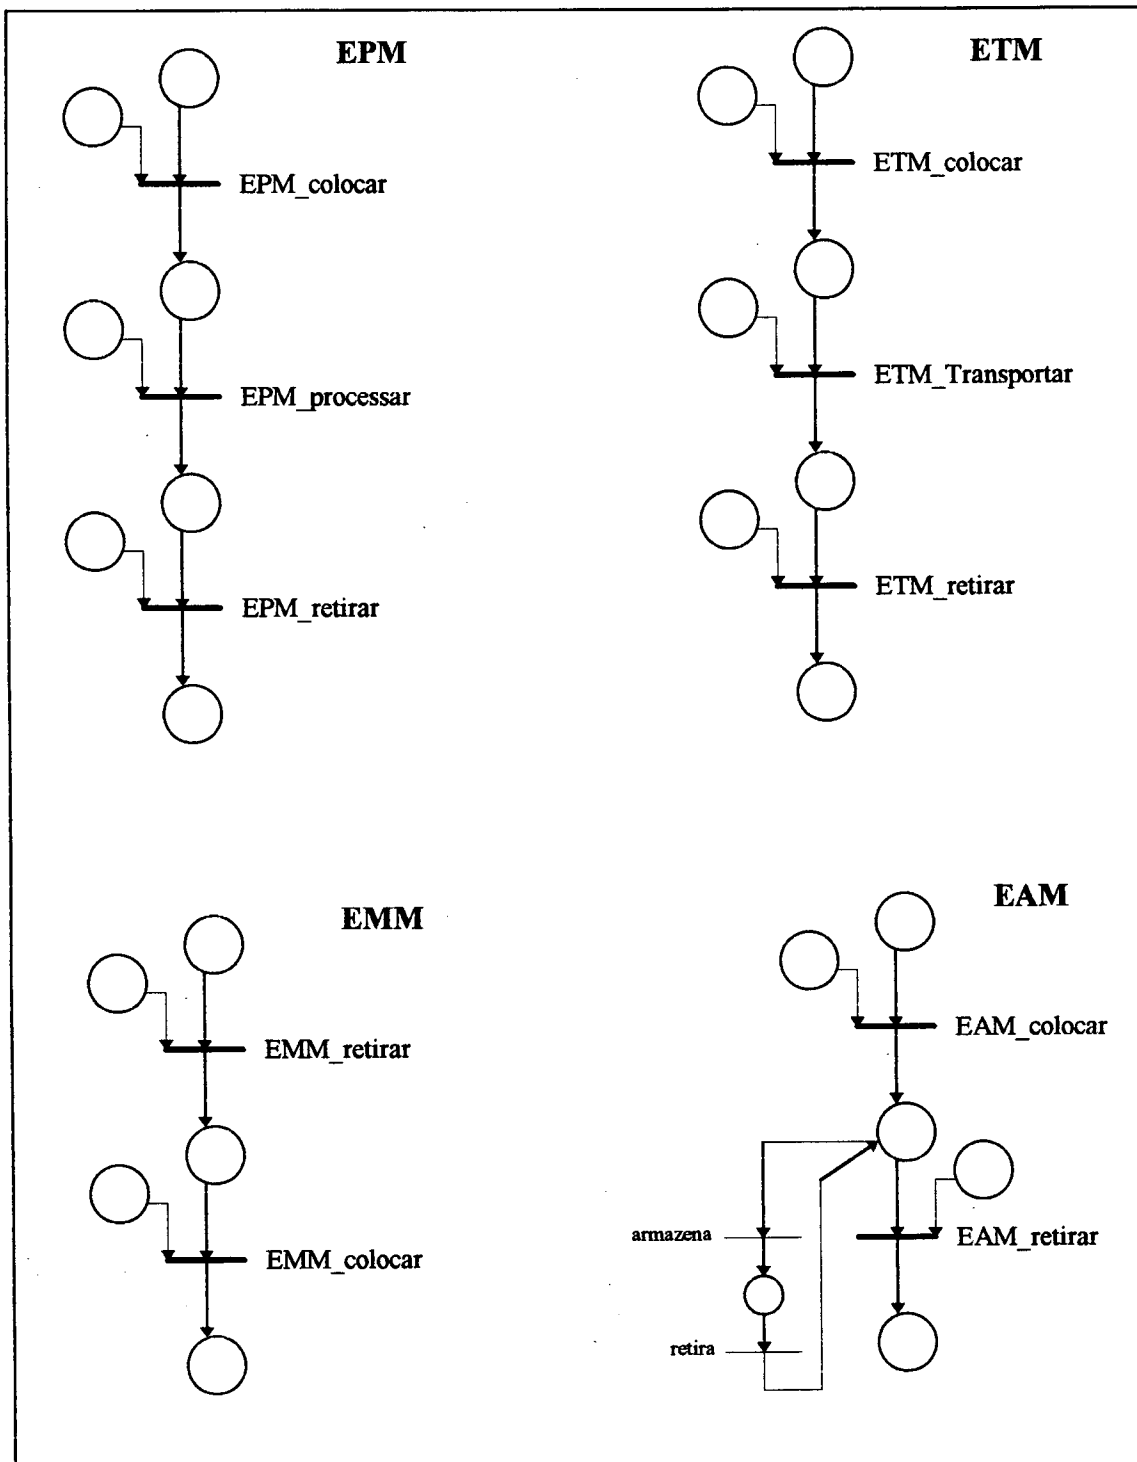 EPM
EPM_colocar
EPM_processar
EPM_retirar
ETM
ETM_colocar
ETM_Transportar
ETM_retirar
EMM
EMM_retirar
EMM_colocar
EAM
EAM_colocar
armazena
EAM_retirar
retira